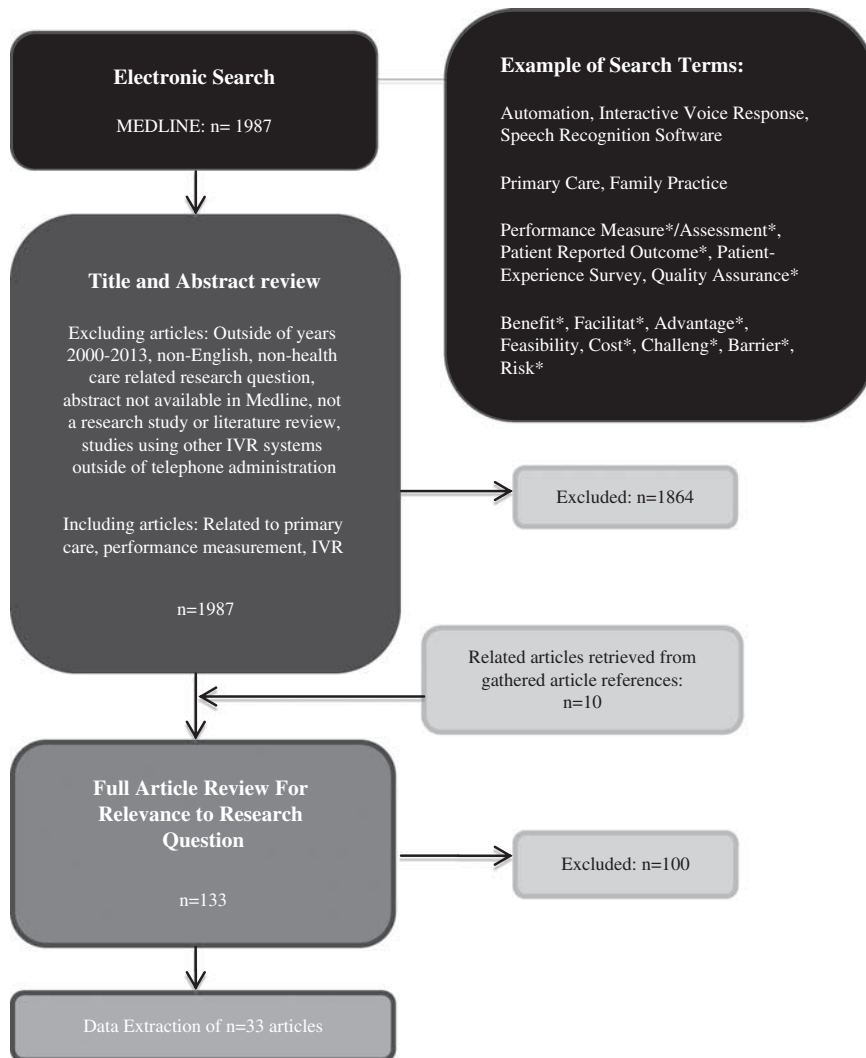 Electronic Search
MEDLINE: n= 1987
Example of Search Terms:
Automation, Interactive Voice Response,
Speech Recognition Software
Primary Care, Family Practice
Performance Measure*/Assessment*,
Patient Reported Outcome*, Patient-
Experience Survey, Quality Assurance*
Benefit*, Facilitat*, Advantage*,
Feasibility, Cost*, Challeng*, Barrier*,
Risk*
Title and Abstract review
Excluding articles: Outside of years
2000-2013, non-English, non-health
care related research question,
abstract not available in Medline, not
a research study or literature review,
studies using other IVR systems
outside of telephone administration
Including articles: Related to primary
care, performance measurement, IVR
n=1987
Excluded: n=1864
Related articles retrieved from
gathered article references:
n=10
Full Article Review For
Relevance to Research
Question
n=133
Excluded: n=100
Data Extraction of n=33 articles